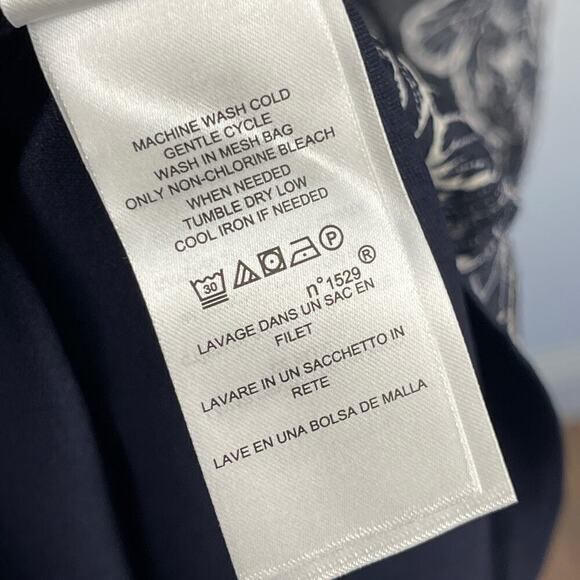 MACHINE WASH COLD
GENTLE CYCLE
WASH IN MESH BAG
ONLY NON-CHLORINE BLEACH
WHEN NEEDED
TUMBLE DRY LOW
COOL IRON IF NEEDED
30 P ®
n° 1529
LAVAGE DANS UN SAC EN
FILET
LAVARE IN UN SACCHETTO IN
RETE
LAVE EN UNA BOLSA DE MALLA